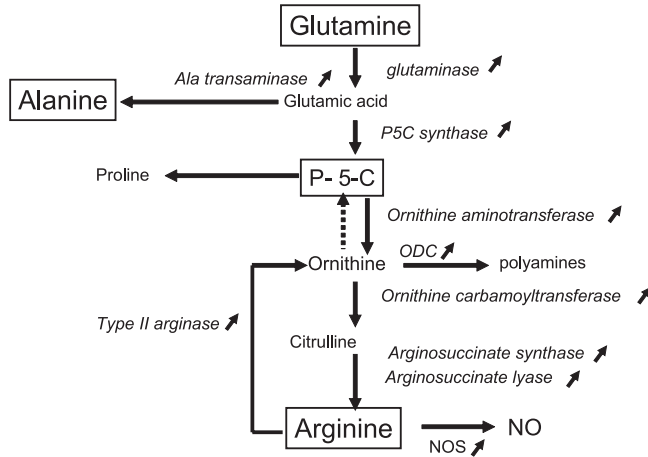 Glutamine
Ala transaminase
glutaminase
Alanine
Glutamic acid
P5C synthase
Proline
P- 5-C
Ornithine aminotransferase
Ornithine
ODC
polyamines
Ornithine carbamoyltransferase
Type II arginase
Citrulline
Arginosuccinate synthase
Arginosuccinate lyase
Arginine
NO
NOS